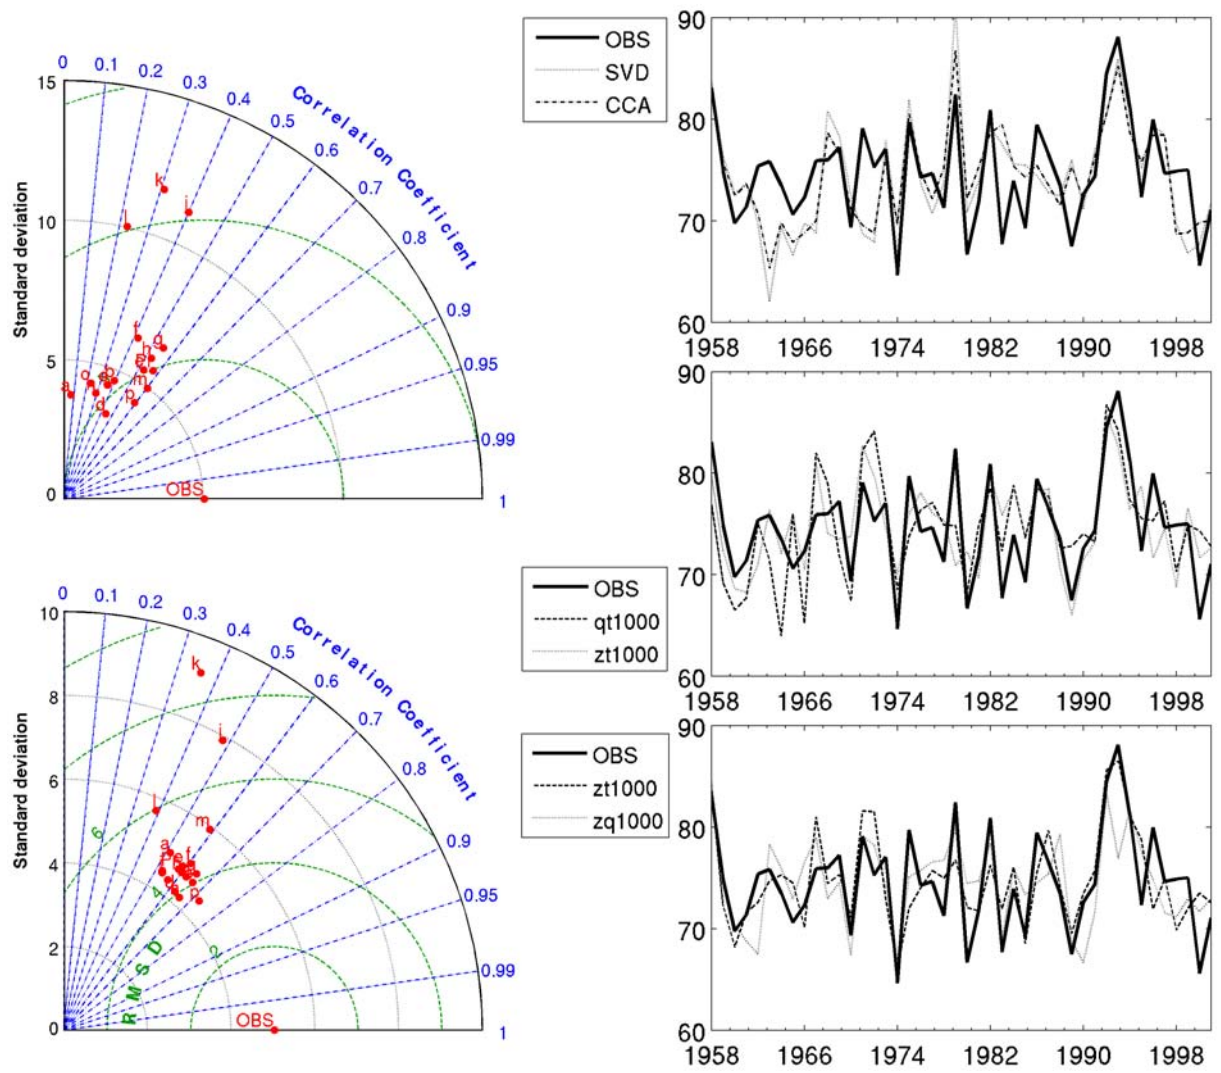 0 0.1 0.2 0.3 0.4 0.5 0.6 0.7 0.8 0.9 0.95 0.99 1
Correlation Coefficient
Standard deviation
15
10
5
0
k
j
l
f
g
h
e
m
p
o
b
a
d
OBS
OBS
SVD
CCA
90
80
70
60
1958 1966 1974 1982 1990 1998
OBS
qt1000
zt1000
90
80
70
60
1958 1966 1974 1982 1990 1998
0 0.1 0.2 0.3 0.4 0.5 0.6 0.7 0.8 0.9 0.95 0.99 1
Correlation Coefficient
Standard deviation
10
8
6
4
2
0
k
j
l
m
a
f
e
6
4
2
RMSD
OBS
OBS
zt1000
zq1000
90
80
70
60
1958 1966 1974 1982 1990 1998